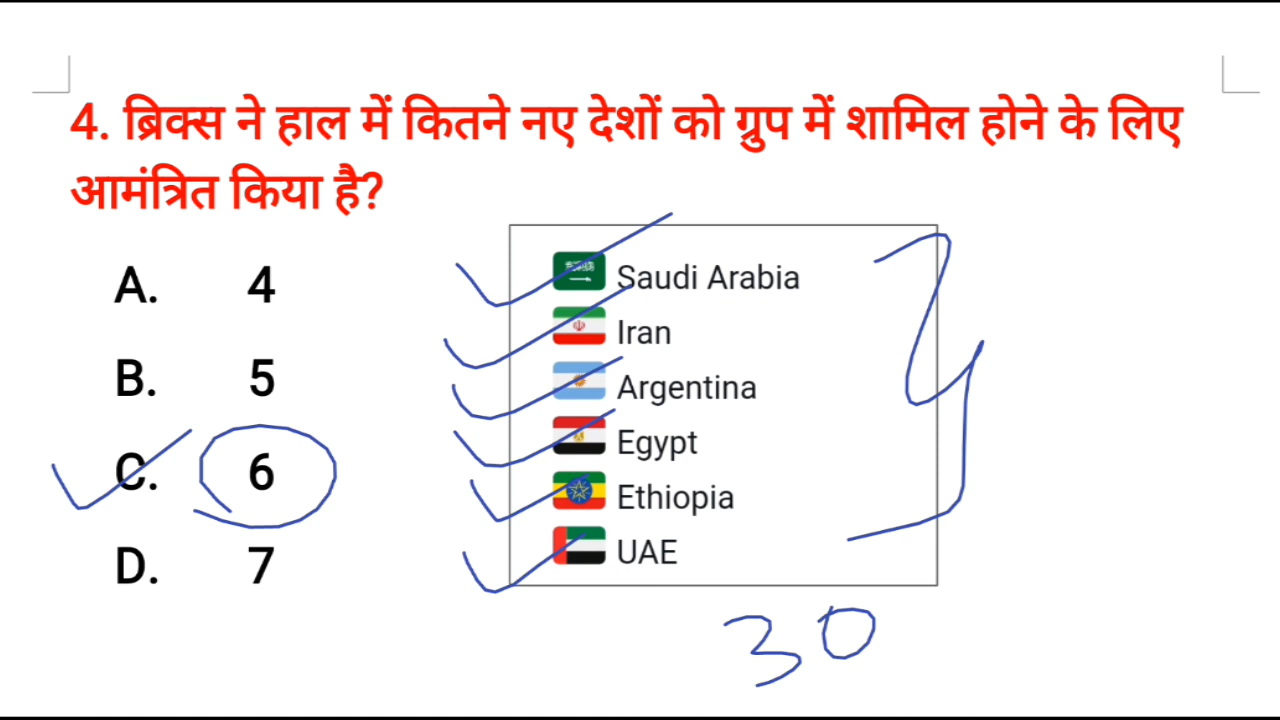 4. ब्रिक्स ने हाल में कितने नए देशों को ग्रुप में शामिल होने के लिए
आमंत्रित किया है?
A. 4
B. 5
C. 6
D. 7
Saudi Arabia
Iran
Argentina
Egypt
Ethiopia
UAE
30